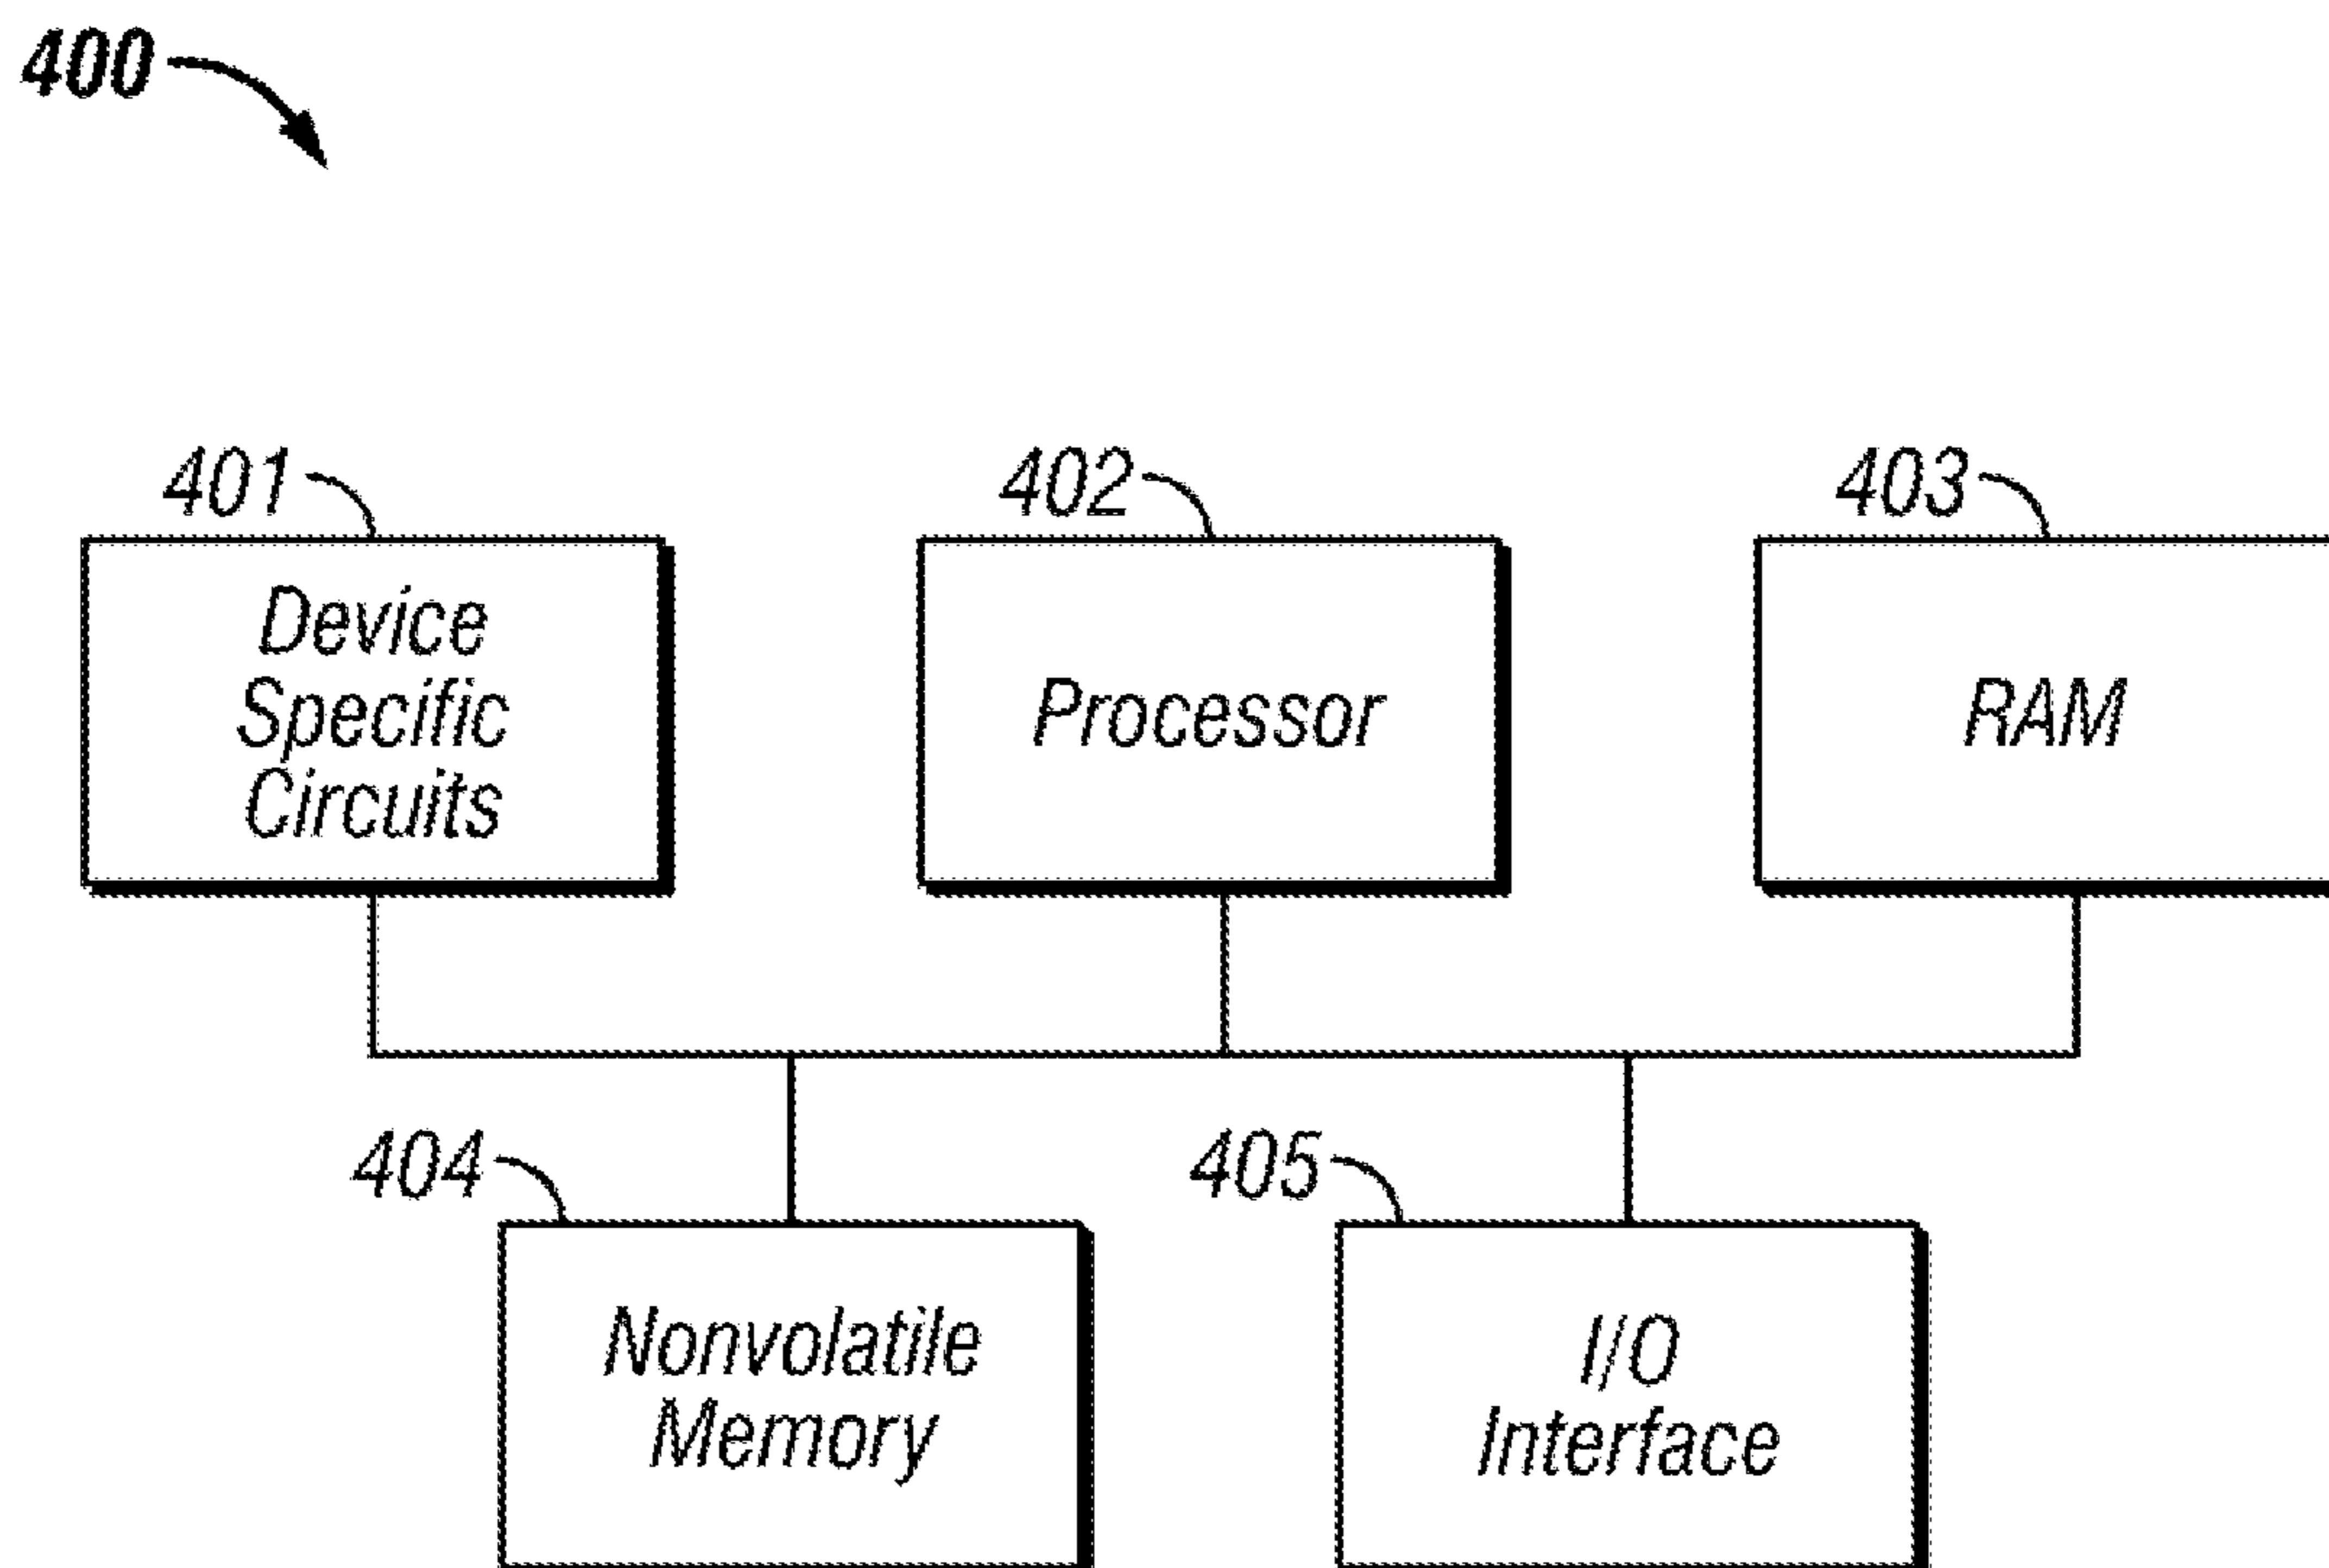 400
401
402
403
Device
Specific
Circuits
Processor
RAM
404
405
Nonvolatile
Memory
I/O
Interface